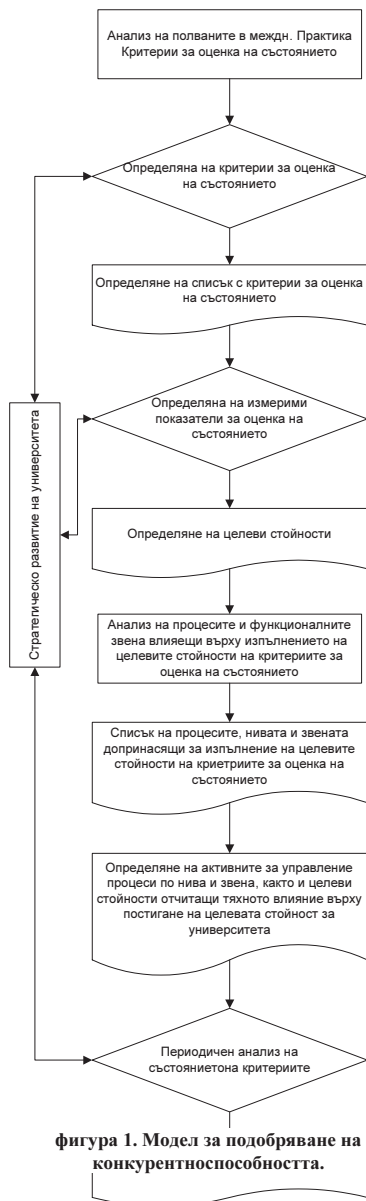 Анализ на полваните в междн. Практика
Критерии за оценка на състоянието
Определяна на критерии за оценка
на състоянието
Определяне на списък с критерии за оценка
на състоянието
Определяна на измерими
показатели за оценка на
състоянието
Стратегическо развитие на университета
Определяне на целеви стойности
Анализ на процесите и функционалните
звена влияещи върху изпълнението на
целевите стойности на критериите за
оценка на състоянието
Списък на процесите, нивата и звената
допринасящи за изпълнение на целевите
стойности на криетриите за оценка на
състоянието
Определяне на активните за управление
процеси по нива и звена, както и целеви
стойности отчитащи тяхното влияние върху
постигане на целевата стойност за
университета
Периодичен анализ на
състояниетона критериите
фигура 1. Модел за подобряване на
конкурентноспособността.